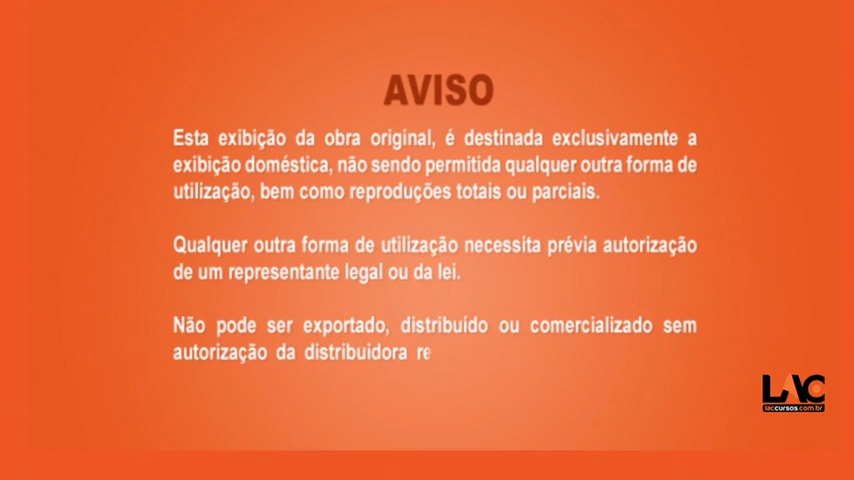 AVISO
Esta exibição da obra original, é destinada exclusivamente a
exibição doméstica, não sendo permitida qualquer outra forma de
utilização, bem como reproduções totais ou parciais.
Qualquer outra forma de utilização necessita prévia autorização
de um representante legal ou da lei.
Não pode ser exportado, distribuído ou comercializado sem
autorização da distribuidora re
LAC
laccursos.com.br